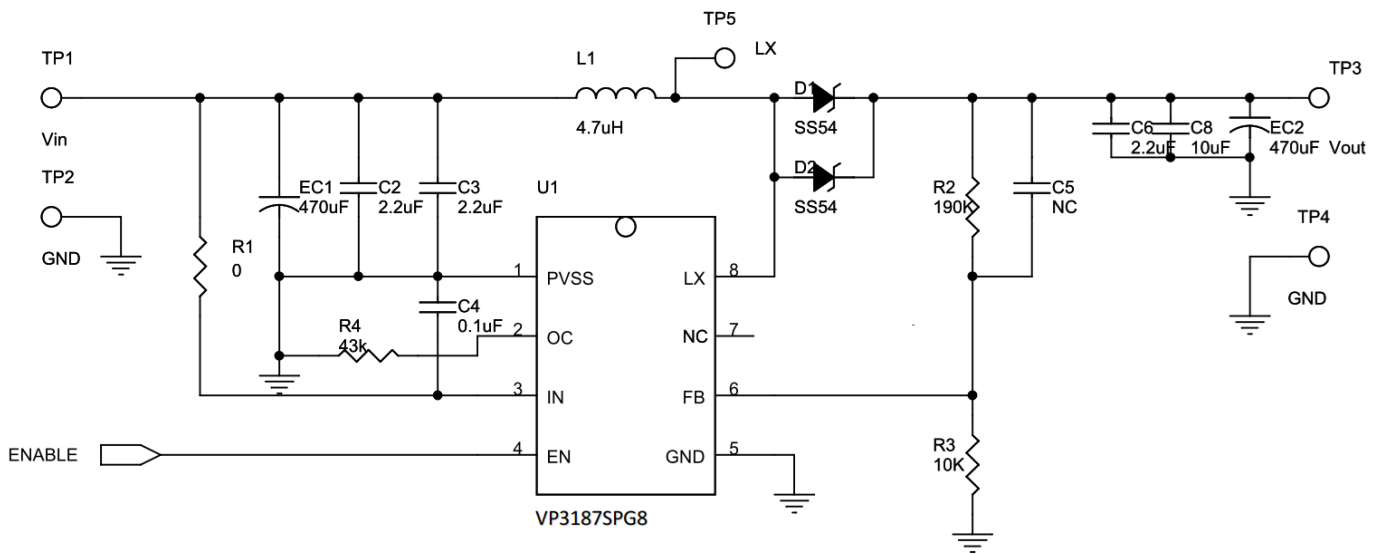 TP5
LX
TP1
L1
D1
TP3
Vin
4.7uH
SS54
C6
2.2uF
C8
10uF
EC2
470uF
Vout
TP2
EC1
470uF
C2
2.2uF
C3
2.2uF
U1
D2
SS54
R2
190K
C5
NC
TP4
GND
R1
0
1
PVSS
LX
8
GND
C4
0.1uF
R4
43k
2
OC
NC
7
3
IN
FB
6
ENABLE
4
EN
GND
5
R3
10K
VP3187SPG8